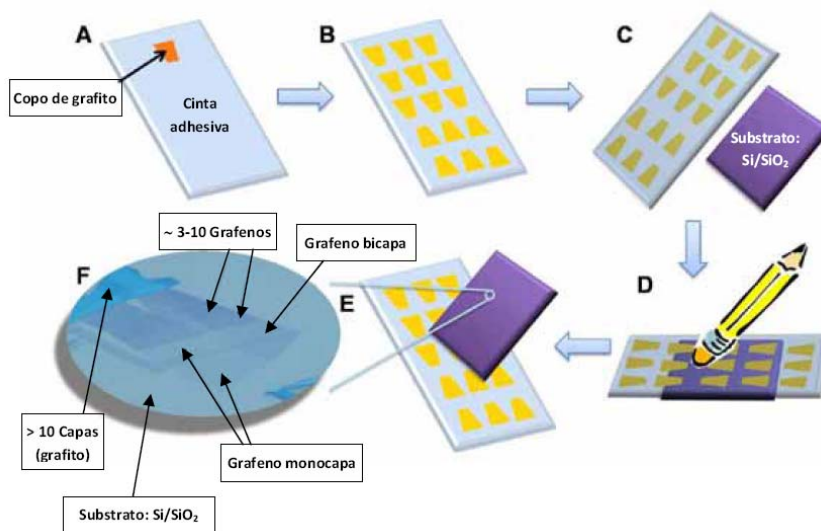 A
B
C
Copo de grafito
Cinta
adhesiva
Substrato:
Si/SiO₂
D
E
F
~ 3-10 Grafenos
Grafeno bicapa
> 10 Capas
(grafito)
Grafeno monocapa
Substrato: Si/SiO₂